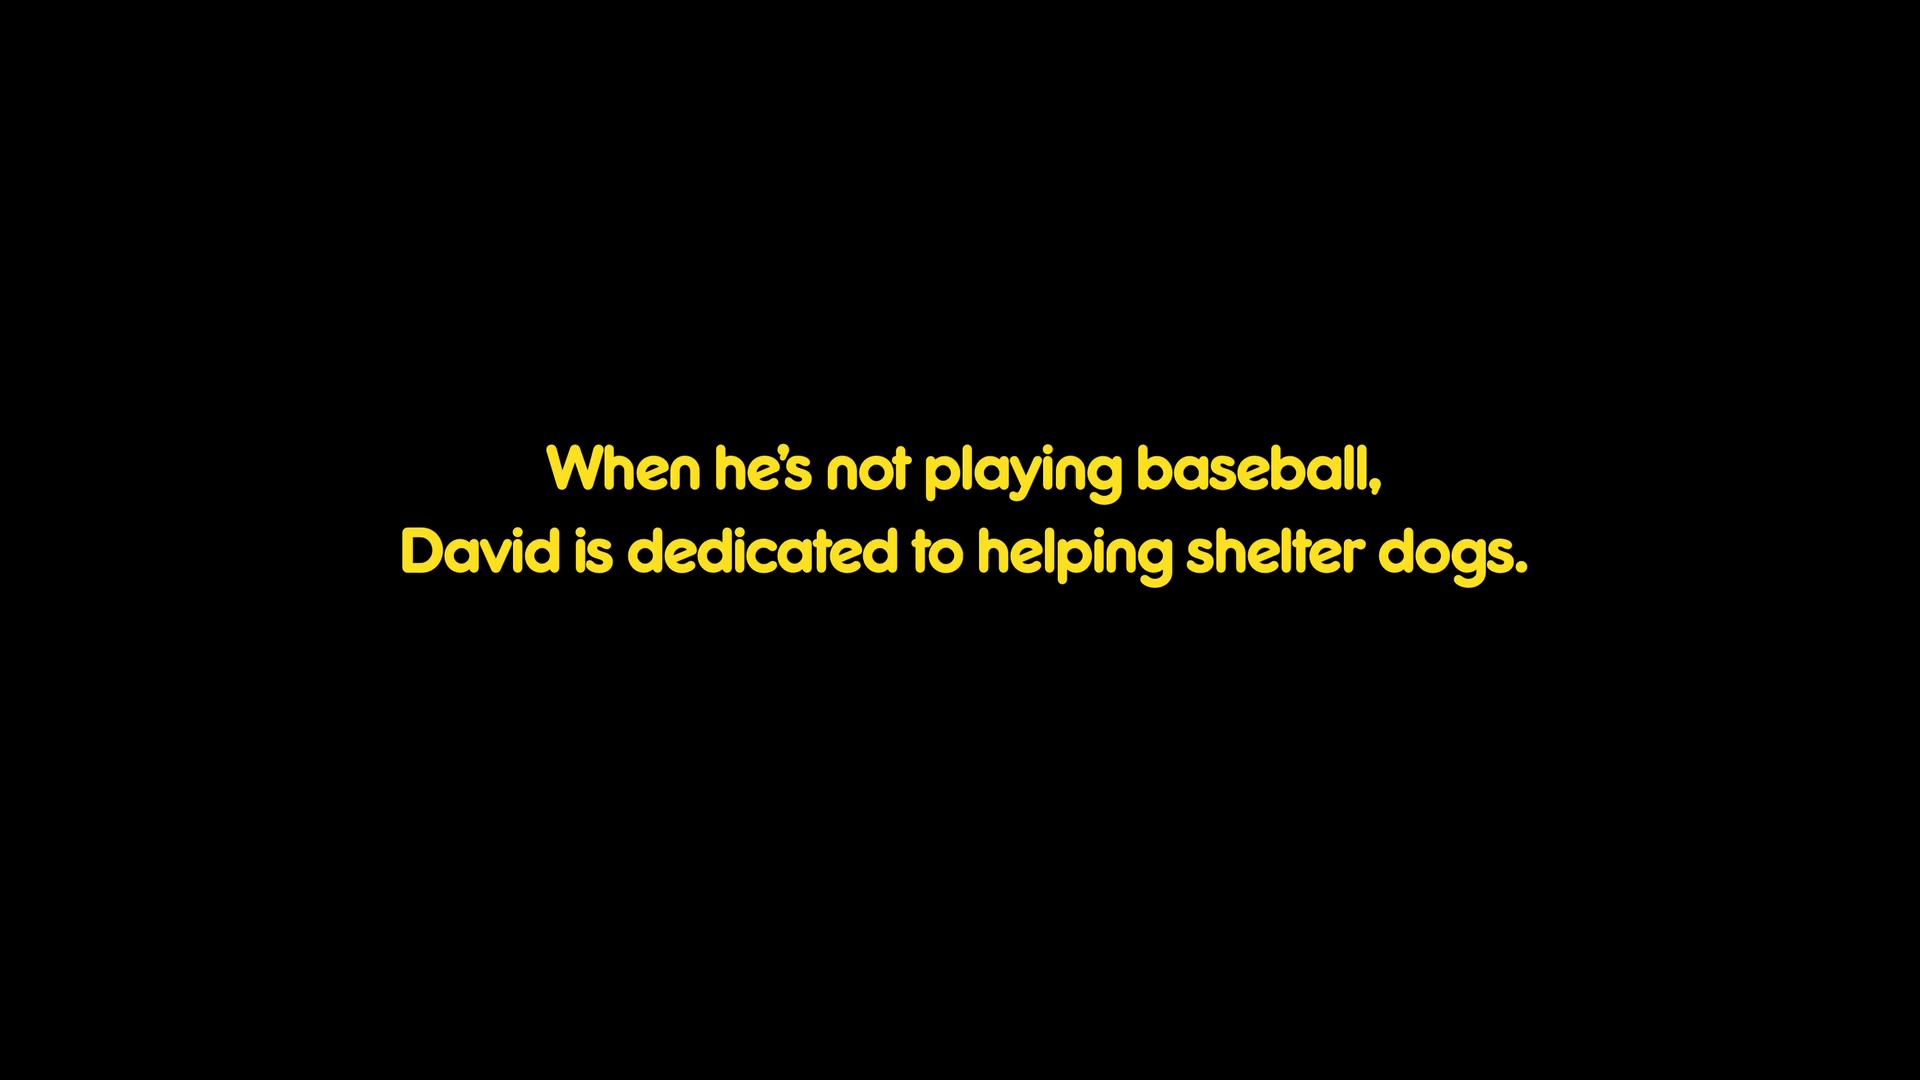 When he’s not playing baseball,
David is dedicated to helping shelter dogs.